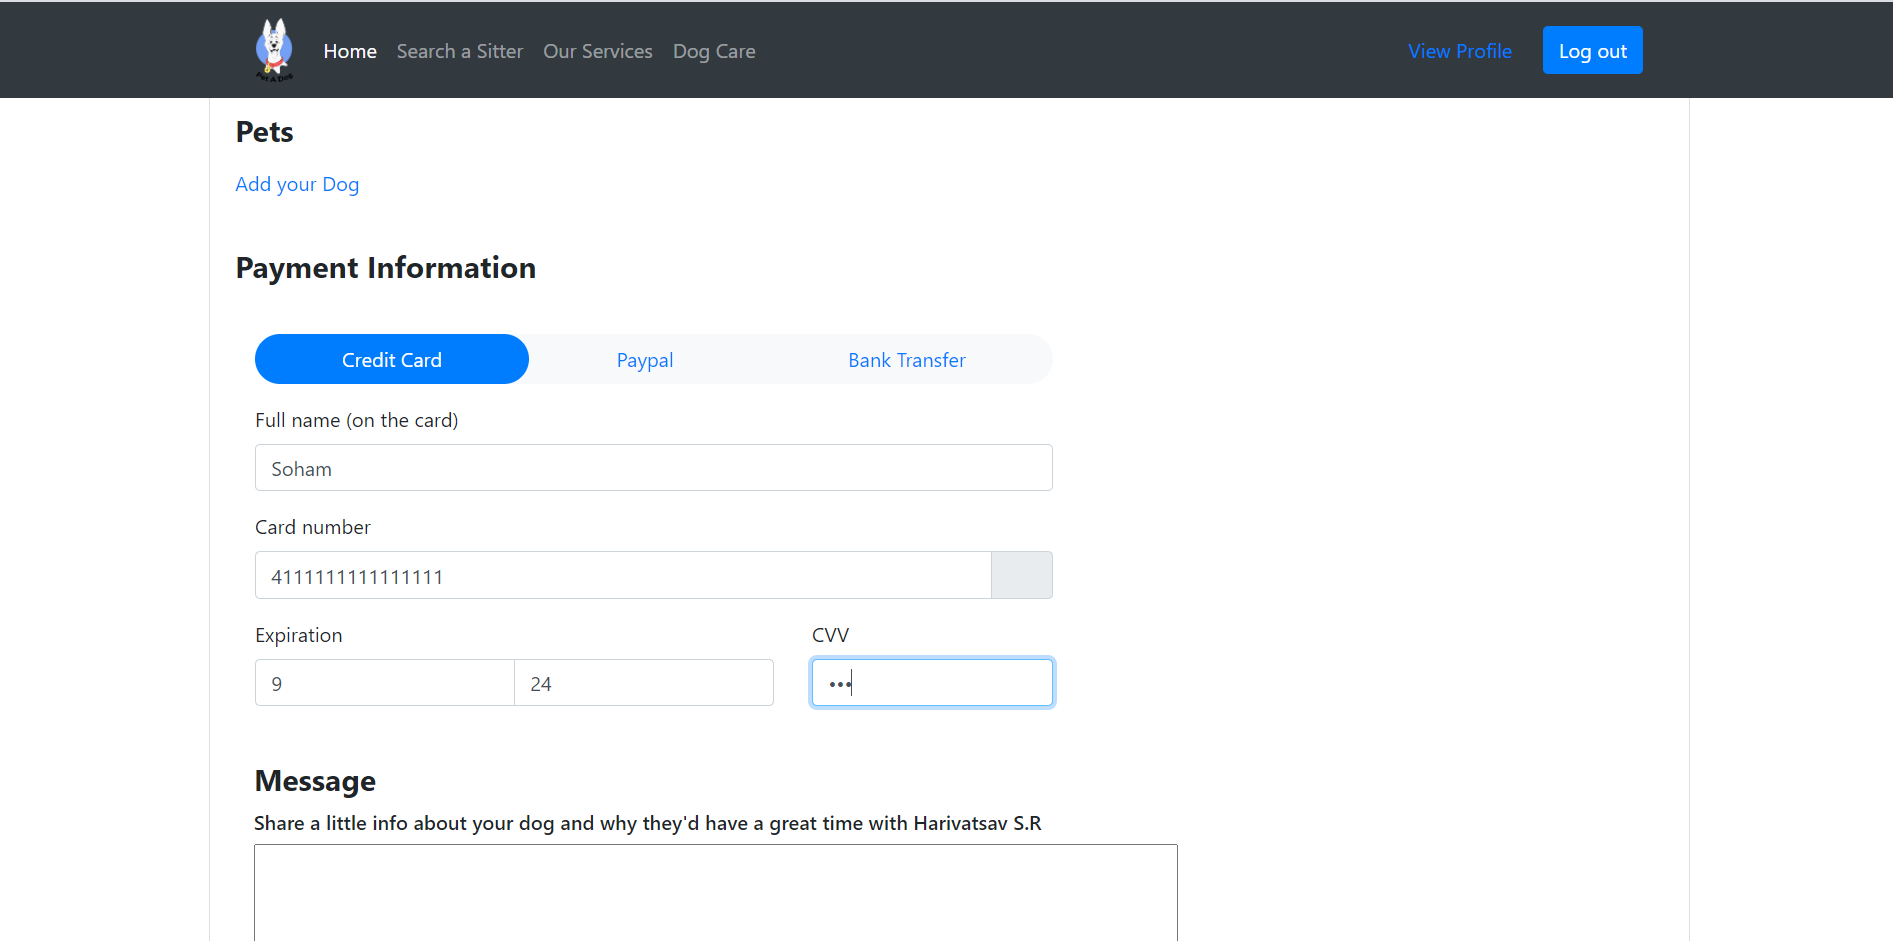 Pet A Dog
Home Search a Sitter Our Services Dog Care View Profile Log out
Pets
Add your Dog
Payment Information
Credit Card Paypal Bank Transfer
Full name (on the card)
Soham
Card number
4111111111111111
Expiration CVV
9 24 •••
Message
Share a little info about your dog and why they'd have a great time with Harivatsav S.R